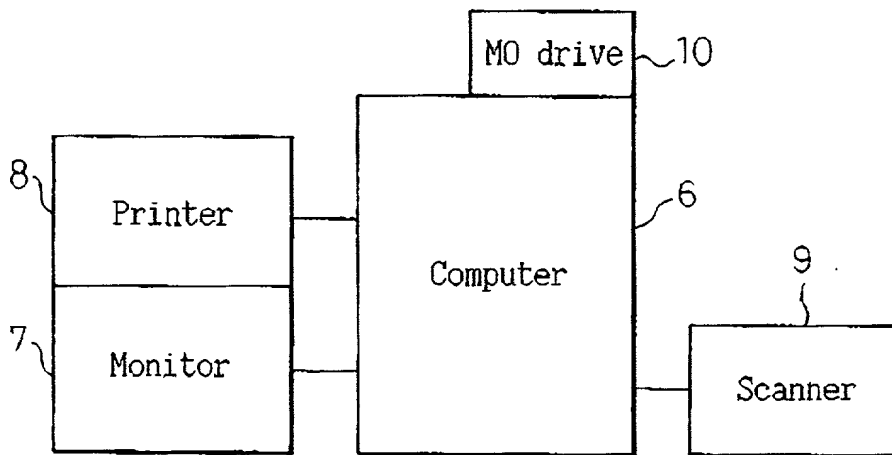 MO drive 10
8
Printer
6
Computer
9
7
Monitor
Scanner